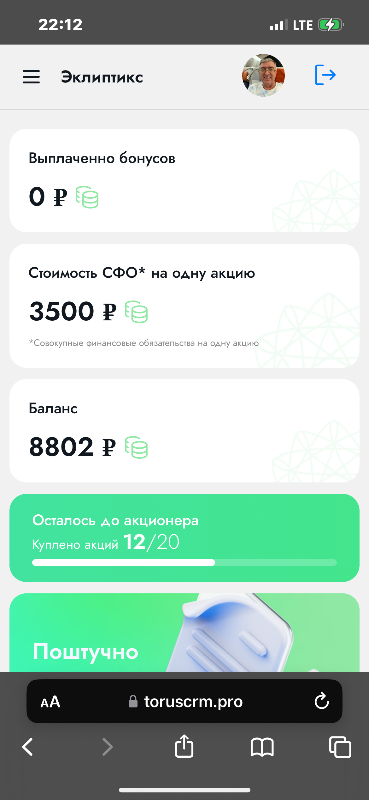 22:12
LTE
Эклиптикс
Выплаченно бонусов
0 ₽
Стоимость СФО* на одну акцию
3500 ₽
*Совокупные финансовые обязательства на одну акцию
Баланс
8802 ₽
Осталось до акционера
Куплено акций 12/20
Поштучно
AA
toruscrm.pro